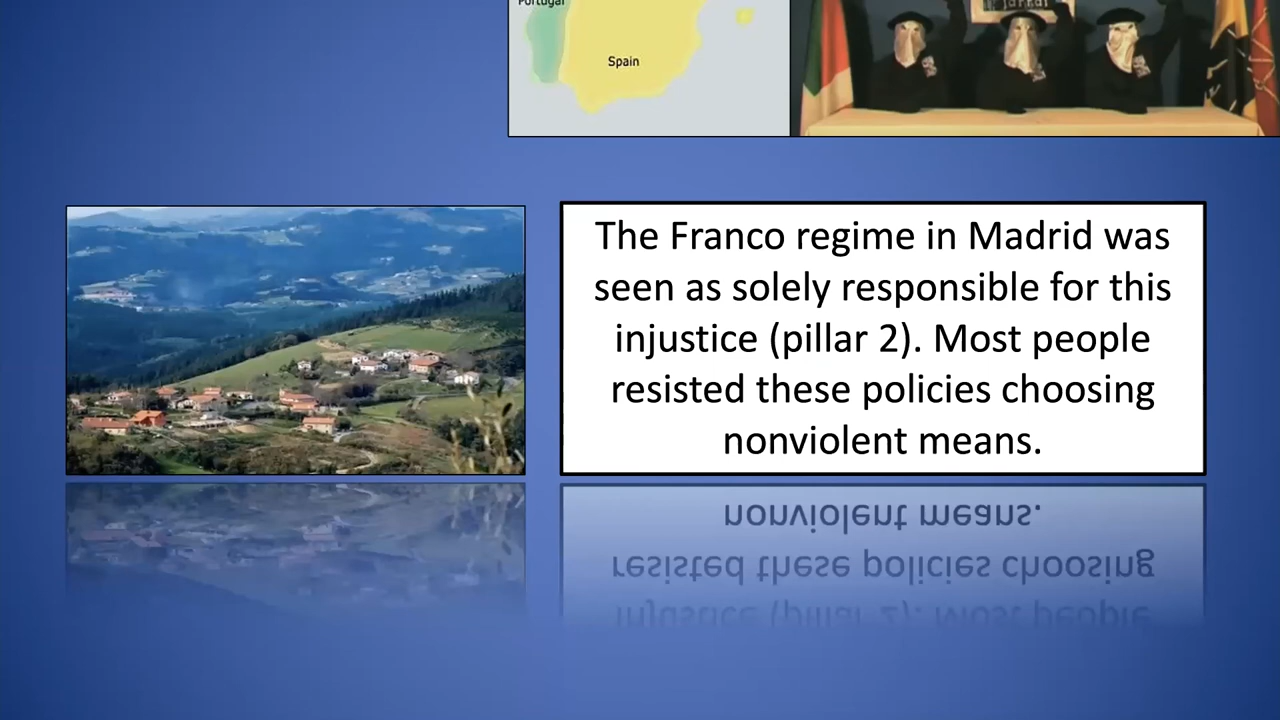 Portugal
Spain
The Franco regime in Madrid was
seen as solely responsible for this
injustice (pillar 2). Most people
resisted these policies choosing
nonviolent means.